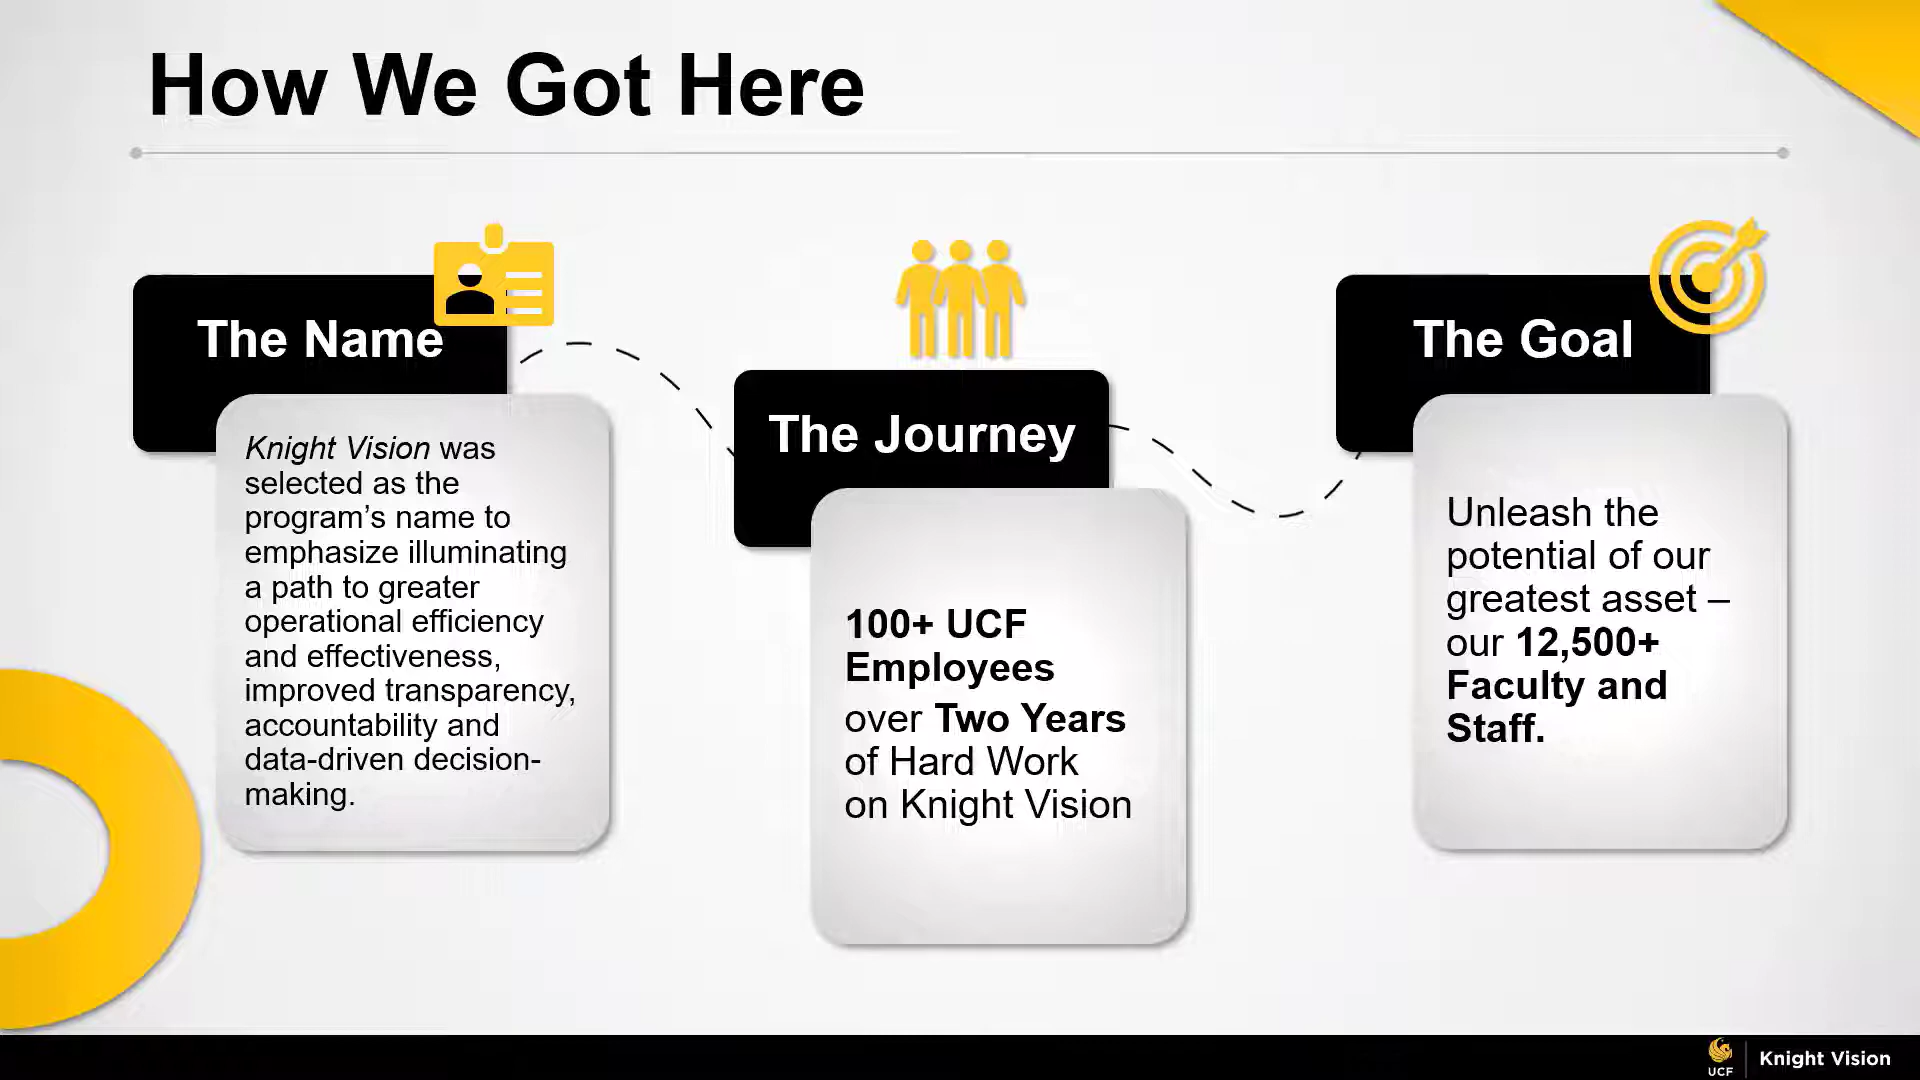 How We Got Here
The Name
Knight Vision was
selected as the
program’s name to
emphasize illuminating
a path to greater
operational efficiency
and effectiveness,
improved transparency,
accountability and
data-driven decision-
making.
The Journey
100+ UCF
Employees
over Two Years
of Hard Work
on Knight Vision
The Goal
Unleash the
potential of our
greatest asset –
our 12,500+
Faculty and
Staff.
UCF
Knight Vision